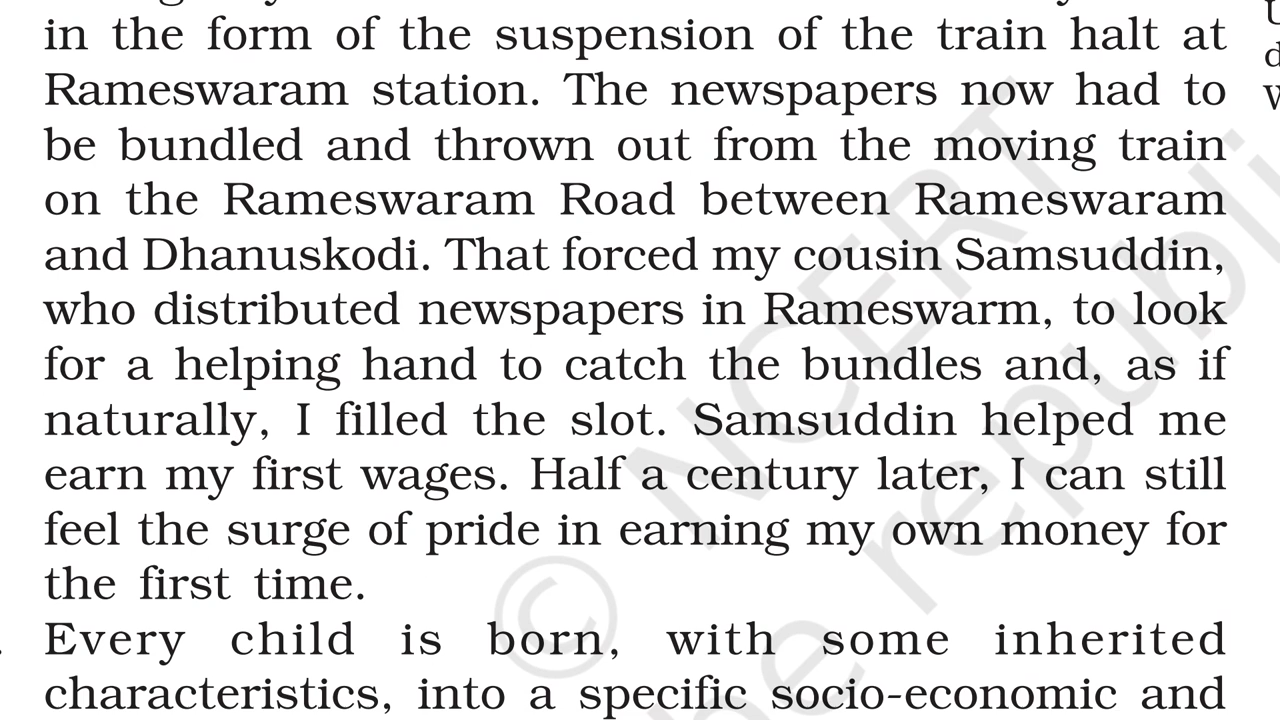 in the form of the suspension of the train halt at
Rameswaram station. The newspapers now had to
be bundled and thrown out from the moving train
on the Rameswaram Road between Rameswaram
and Dhanuskodi. That forced my cousin Samsuddin,
who distributed newspapers in Rameswarm, to look
for a helping hand to catch the bundles and, as if
naturally, I filled the slot. Samsuddin helped me
earn my first wages. Half a century later, I can still
feel the surge of pride in earning my own money for
the first time.
Every child is born, with some inherited
characteristics, into a specific socio-economic and
© NCERT